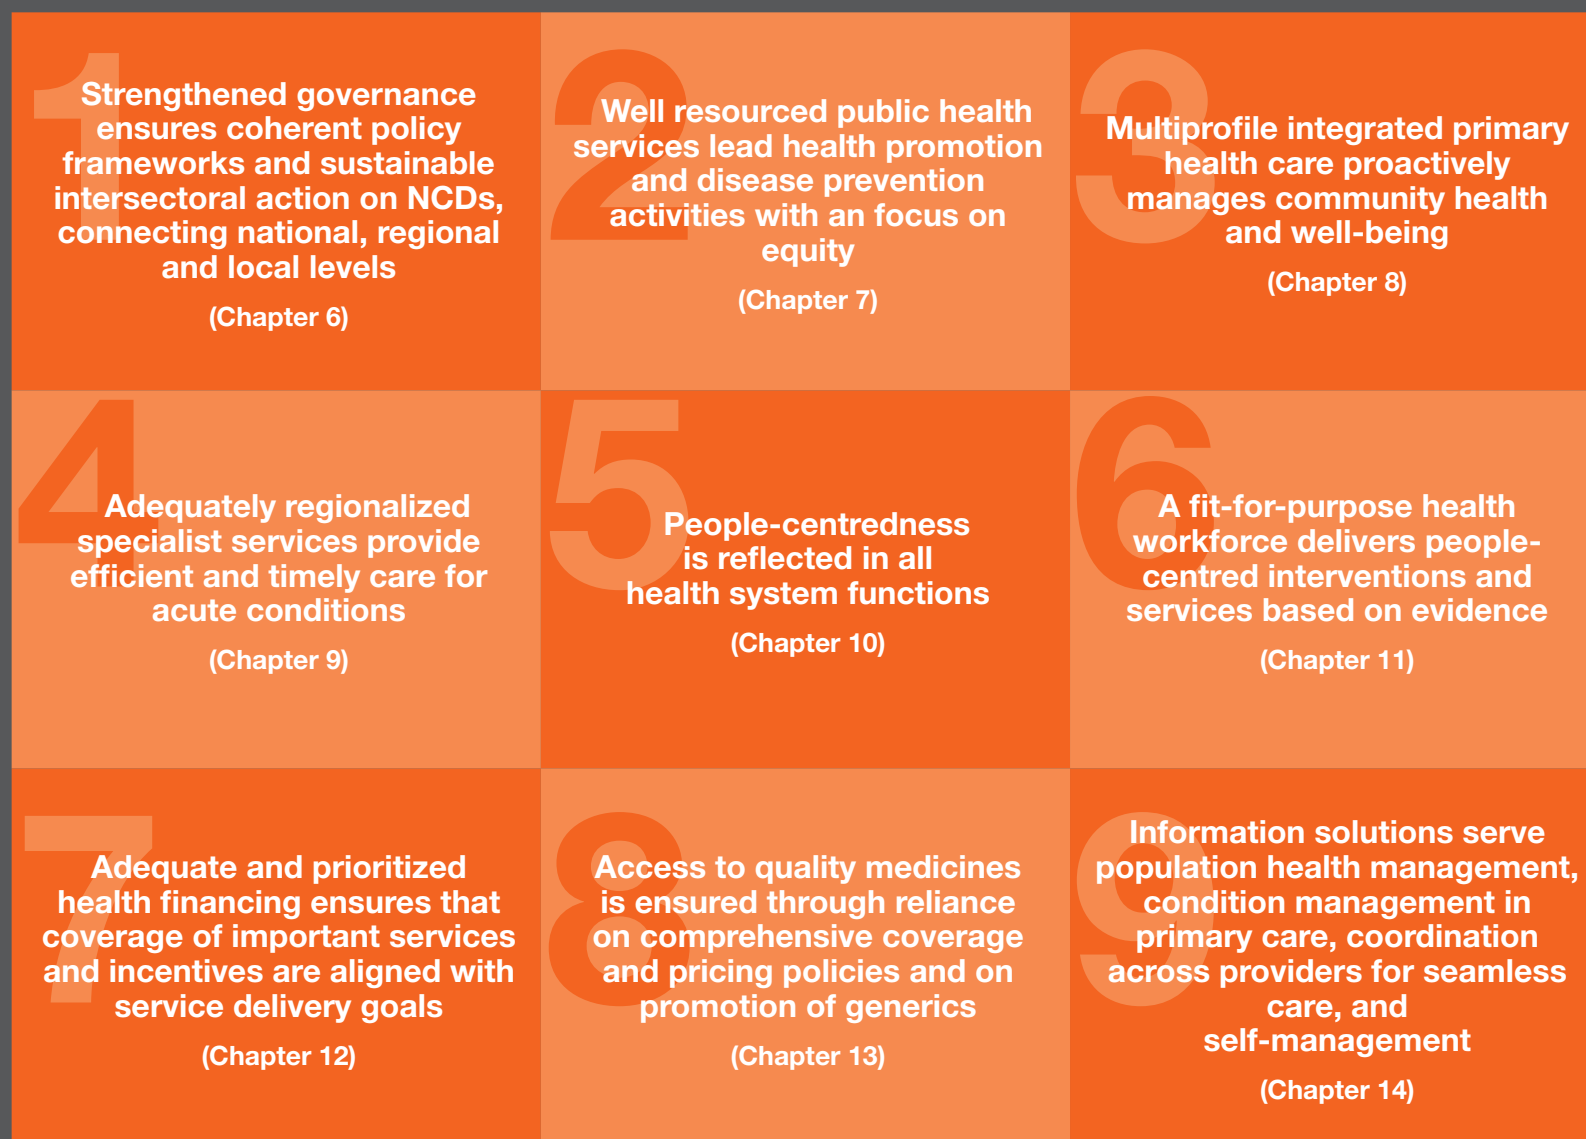 1
Strengthened governance
ensures coherent policy
frameworks and sustainable
intersectoral action on NCDs,
connecting national, regional
and local levels
(Chapter 6)
2
Well resourced public health
services lead health promotion
and disease prevention
activities with an focus on
equity
(Chapter 7)
3
Multiprofile integrated primary
health care proactively
manages community health
and well-being
(Chapter 8)
4
Adequately regionalized
specialist services provide
efficient and timely care for
acute conditions
(Chapter 9)
5
People-centredness
is reflected in all
health system functions
(Chapter 10)
6
A fit-for-purpose health
workforce delivers people-
centred interventions and
services based on evidence
(Chapter 11)
7
Adequate and prioritized
health financing ensures that
coverage of important services
and incentives are aligned with
service delivery goals
(Chapter 12)
8
Access to quality medicines
is ensured through reliance
on comprehensive coverage
and pricing policies and on
promotion of generics
(Chapter 13)
9
Information solutions serve
population health management,
condition management in
primary care, coordination
across providers for seamless
care, and
self-management
(Chapter 14)